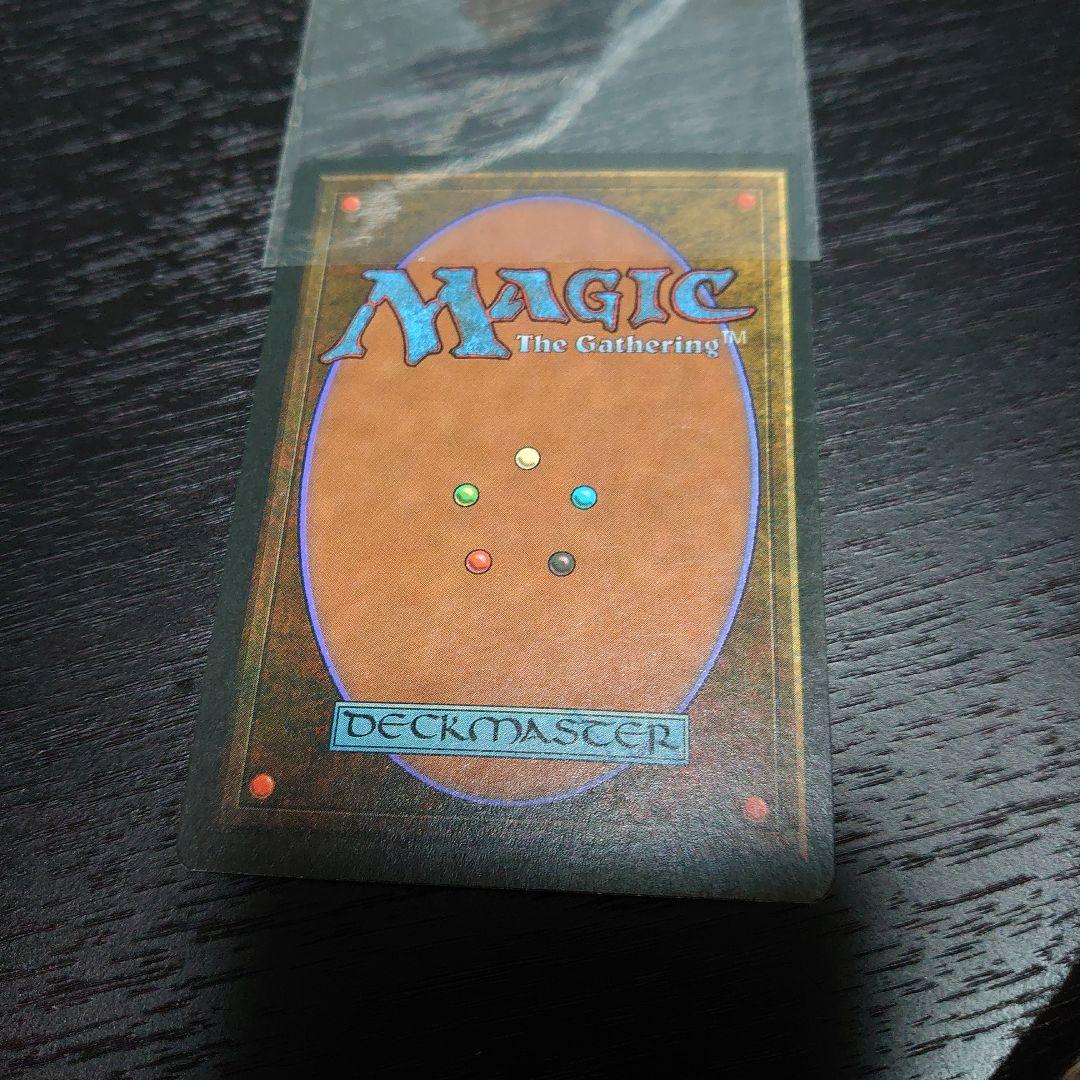 MAGIC
The Gathering™
DECKMASTER